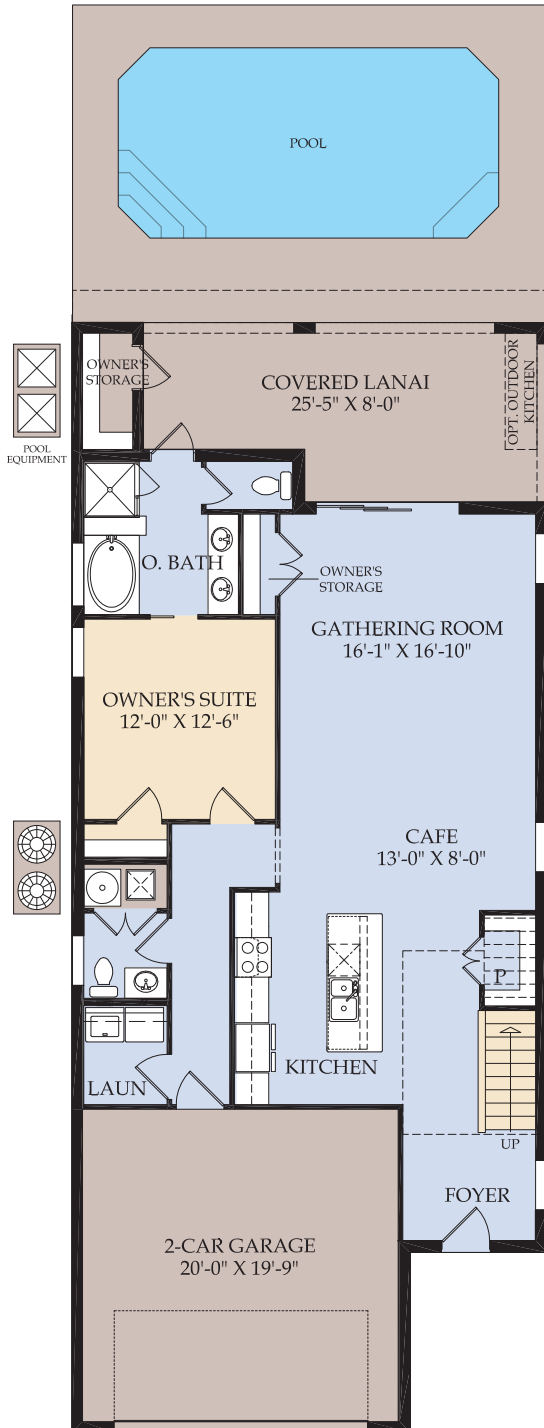 POOL
OWNER'S
STORAGE
COVERED LANAI
25'-5" X 8'-0"
OPT. OUTDOOR
KITCHEN
POOL
EQUIPMENT
O. BATH
OWNER'S
STORAGE
GATHERING ROOM
16'-1" X 16'-10"
OWNER'S SUITE
12'-0" X 12'-6"
CAFE
13'-0" X 8'-0"
P
KITCHEN
LAUN
UP
FOYER
2-CAR GARAGE
20'-0" X 19'-9"